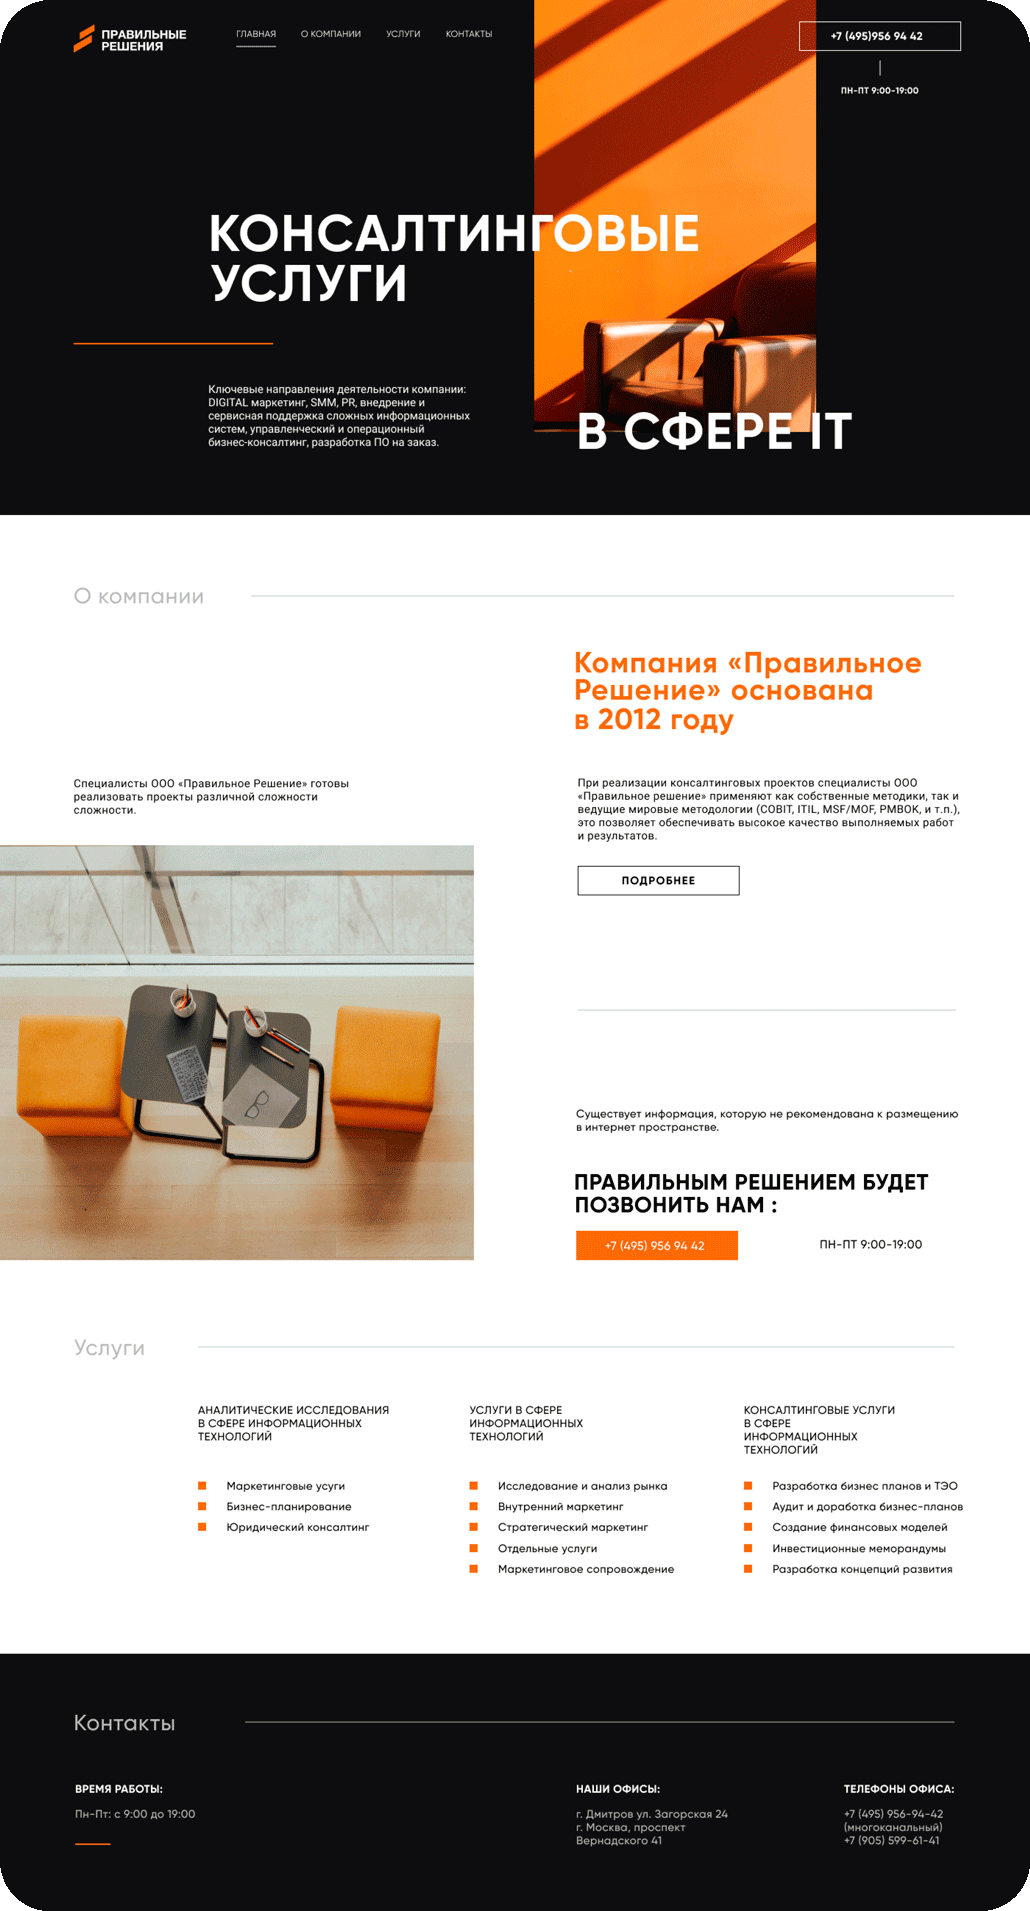 ПРАВИЛЬНЫЕ
РЕШЕНИЯ
ГЛАВНАЯ
О КОМПАНИИ
УСЛУГИ
КОНТАКТЫ
+7 (495)956 94 42
ПН-ПТ 9:00-19:00
КОНСАЛТИНГОВЫЕ
УСЛУГИ
Ключевые направления деятельности компании:
DIGITAL маркетинг, SMM, PR, внедрение и
сервисная поддержка сложных информационных
систем, управленческий и операционный
бизнес-консалтинг, разработка ПО на заказ.
В СФЕРЕ IT
О компании
Компания «Правильное
Решение» основана
в 2012 году
Специалисты ООО «Правильное Решение» готовы
реализовать проекты различной сложности
сложности.
При реализации консалтинговых проектов специалисты ООО
«Правильное решение» применяют как собственные методики, так и
ведущие мировые методологии (COBIT, ITIL, MSF/MOF, PMBOK, и т.п.),
это позволяет обеспечивать высокое качество выполняемых работ
и результатов.
ПОДРОБНЕЕ
Существует информация, которую не рекомендована к размещению
в интернет пространстве.
ПРАВИЛЬНЫМ РЕШЕНИЕМ БУДЕТ
ПОЗВОНИТЬ НАМ :
+7 (495) 956 94 42
ПН-ПТ 9:00-19:00
Услуги
АНАЛИТИЧЕСКИЕ ИССЛЕДОВАНИЯ
В СФЕРЕ ИНФОРМАЦИОННЫХ
ТЕХНОЛОГИЙ
Маркетинговые усуги
Бизнес-планирование
Юридический консалтинг
УСЛУГИ В СФЕРЕ
ИНФОРМАЦИОННЫХ
ТЕХНОЛОГИЙ
Исследование и анализ рынка
Внутренний маркетинг
Стратегический маркетинг
Отдельные услуги
Маркетинговое сопровождение
КОНСАЛТИНГОВЫЕ УСЛУГИ
В СФЕРЕ
ИНФОРМАЦИОННЫХ
ТЕХНОЛОГИЙ
Разработка бизнес планов и ТЭО
Аудит и доработка бизнес-планов
Создание финансовых моделей
Инвестиционные меморандумы
Разработка концепций развития
Контакты
ВРЕМЯ РАБОТЫ:
Пн-Пт: с 9:00 до 19:00
НАШИ ОФИСЫ:
г. Дмитров ул. Загорская 24
г. Москва, проспект
Вернадского 41
ТЕЛЕФОНЫ ОФИСА:
+7 (495) 956-94-42
(многоканальный)
+7 (905) 599-61-41